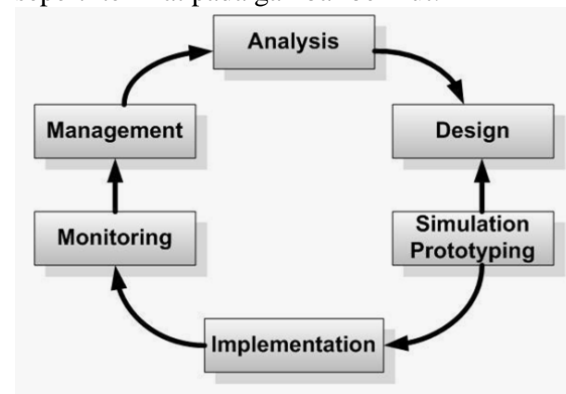 Analysis
Management
Design
Monitoring
Simulation
Prototyping
Implementation